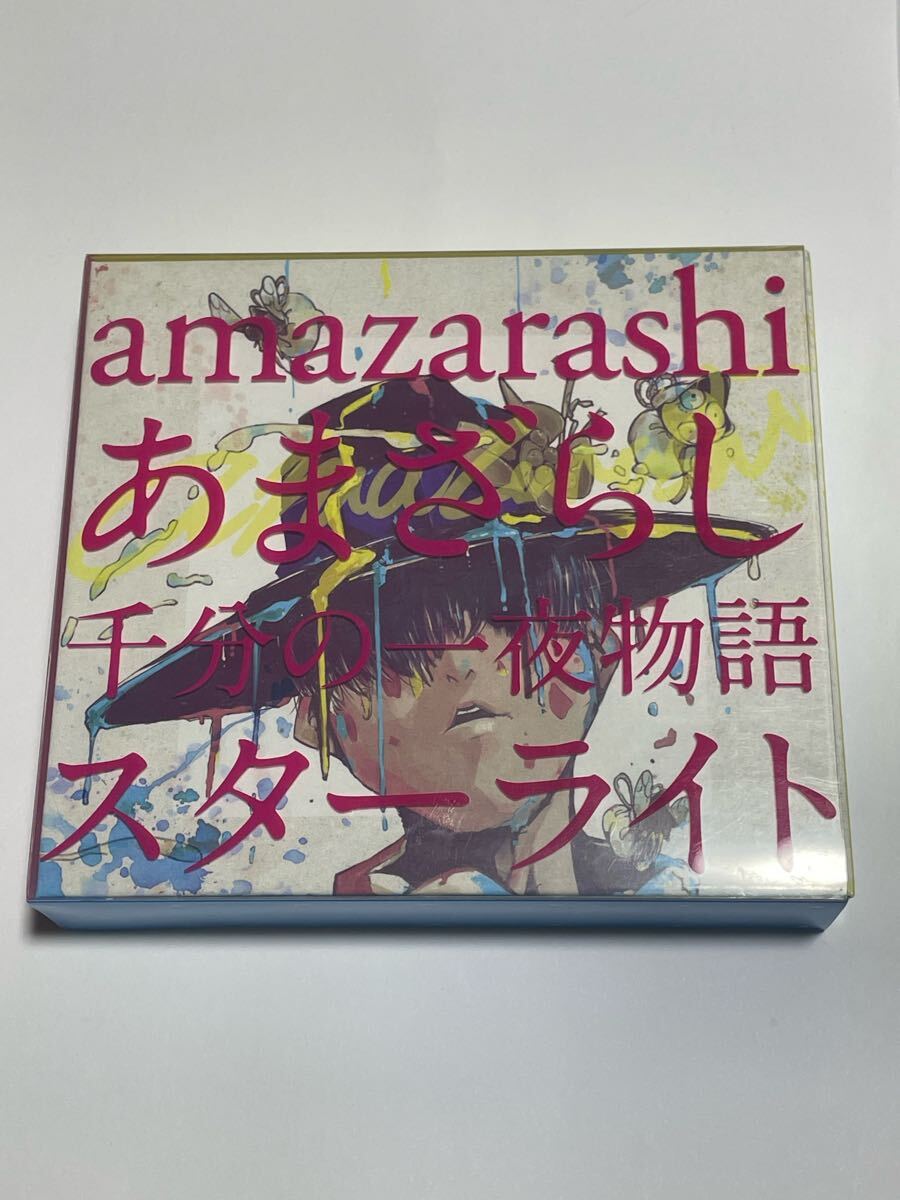 amazarashi
あまざらし
千分の一夜物語
スターライト